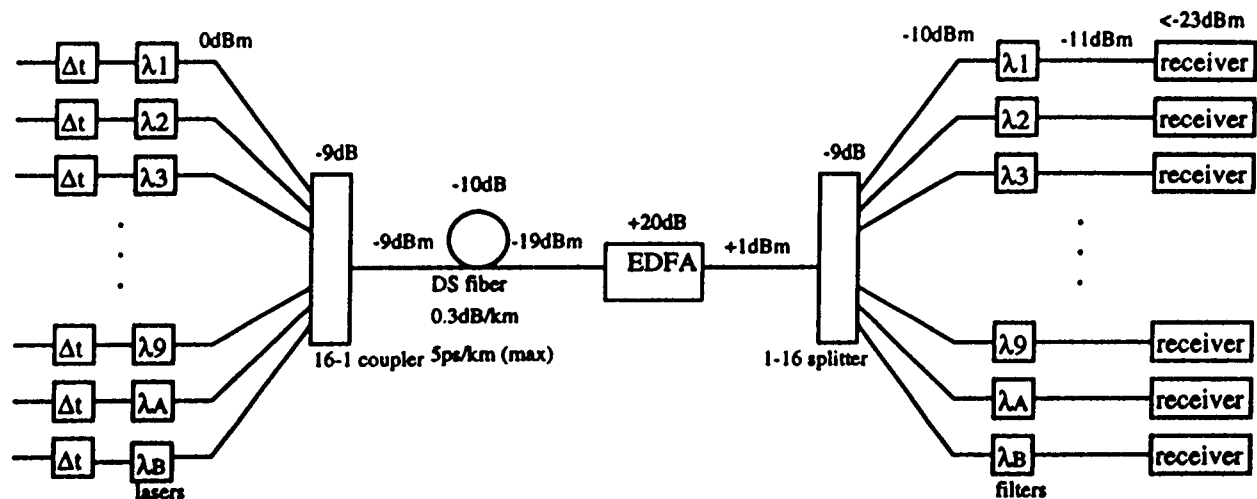 0dBm -10dBm -11dBm <-23dBm
Δt λ1 λ1 receiver
Δt λ2 λ2 receiver
Δt λ3 -9dB -9dB λ3 receiver
-10dB
+20dB
-9dBm -19dBm EDFA +1dBm
DS fiber
0.3dB/km
16-1 coupler 5ps/km (max) 1-16 splitter
Δt λ9 λ9 receiver
Δt λA λA receiver
Δt λB λB receiver
lasers filters